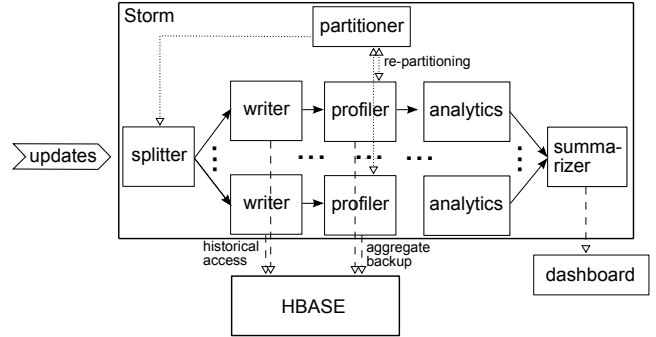 Storm
partitioner
re-partitioning
writer
profiler
analytics
updates
splitter
summa-
rizer
writer
profiler
analytics
historical
access
aggregate
backup
dashboard
HBASE